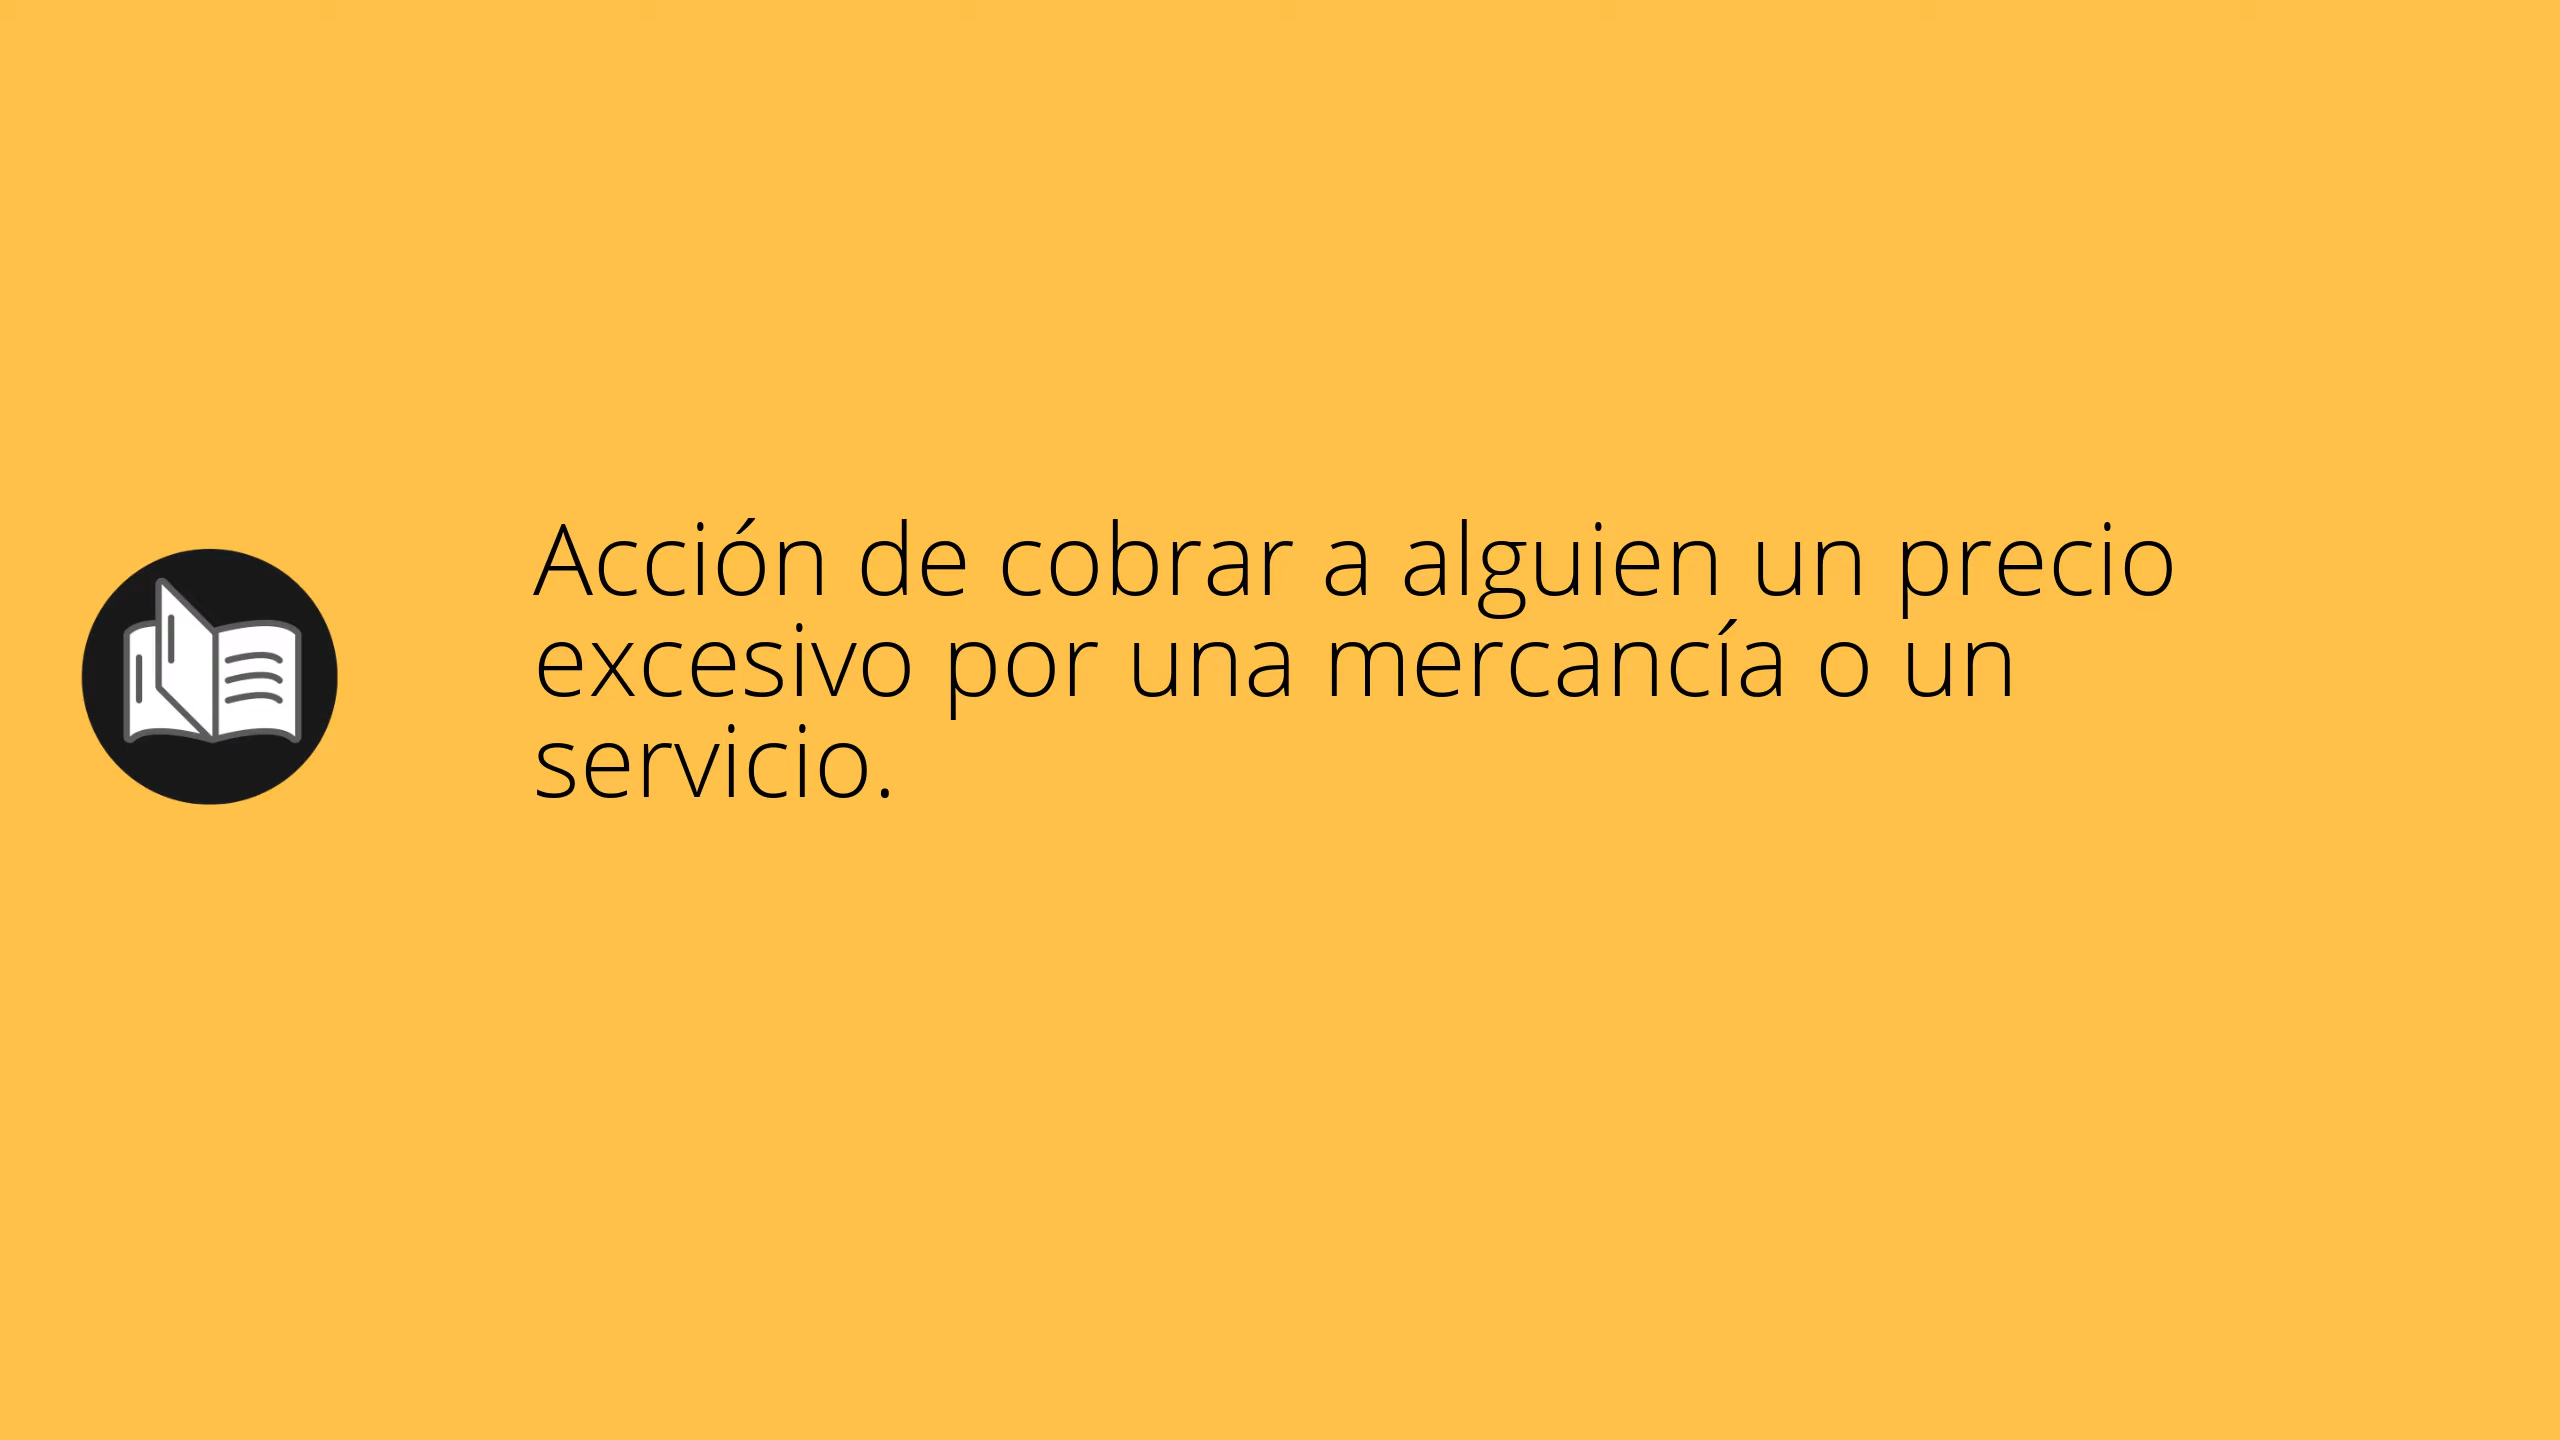 Acción de cobrar a alguien un precio
excesivo por una mercancía o un
servicio.